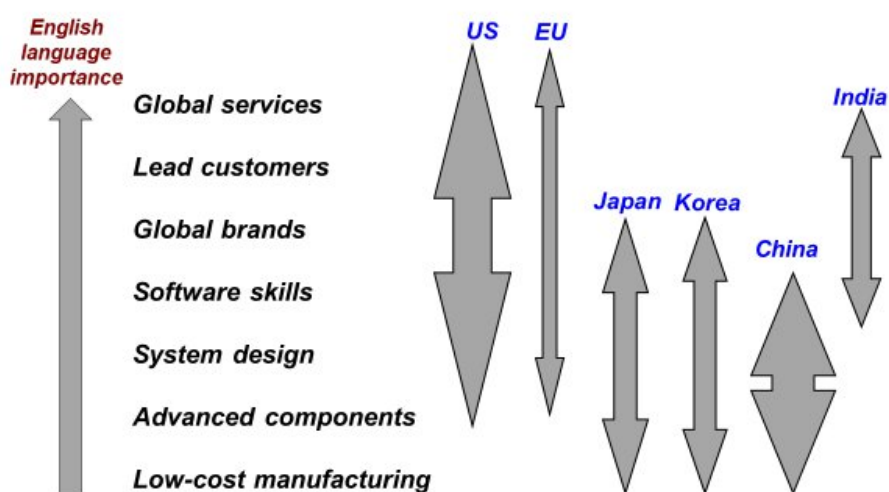 English
language
importance
US EU
Global services
India
Lead customers
Japan Korea
Global brands
China
Software skills
System design
Advanced components
Low-cost manufacturing